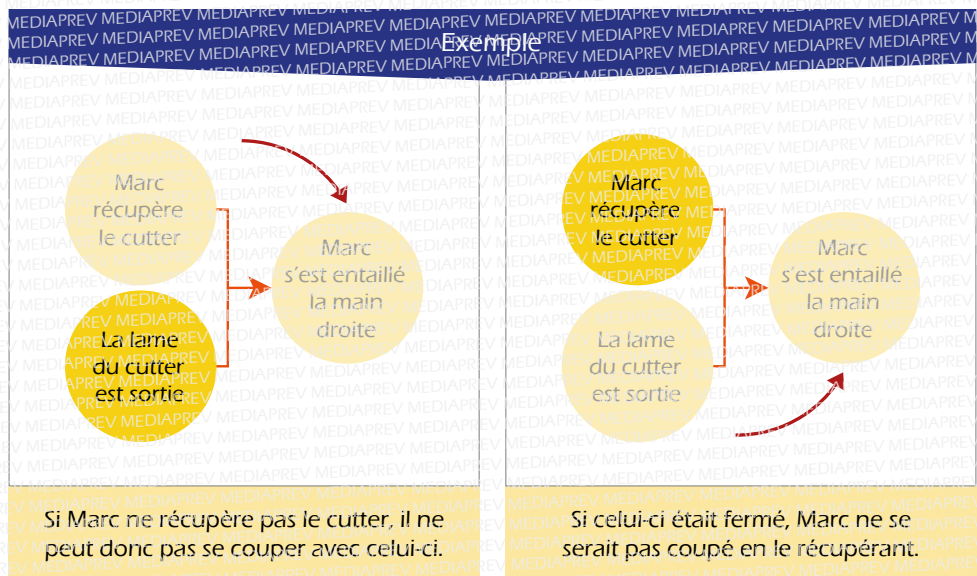 Exemple
Marc
récupère
le cutter
La lame
du cutter
est sortie
Marc
s'est entaillé
la main
droite
Si Marc ne récupère pas le cutter, il ne
peut donc pas se couper avec celui-ci.
Marc
récupère
le cutter
La lame
du cutter
est sortie
Marc
s'est entaillé
la main
droite
Si celui-ci était fermé, Marc ne se
serait pas coupé en le récupérant.
MEDIAPREV